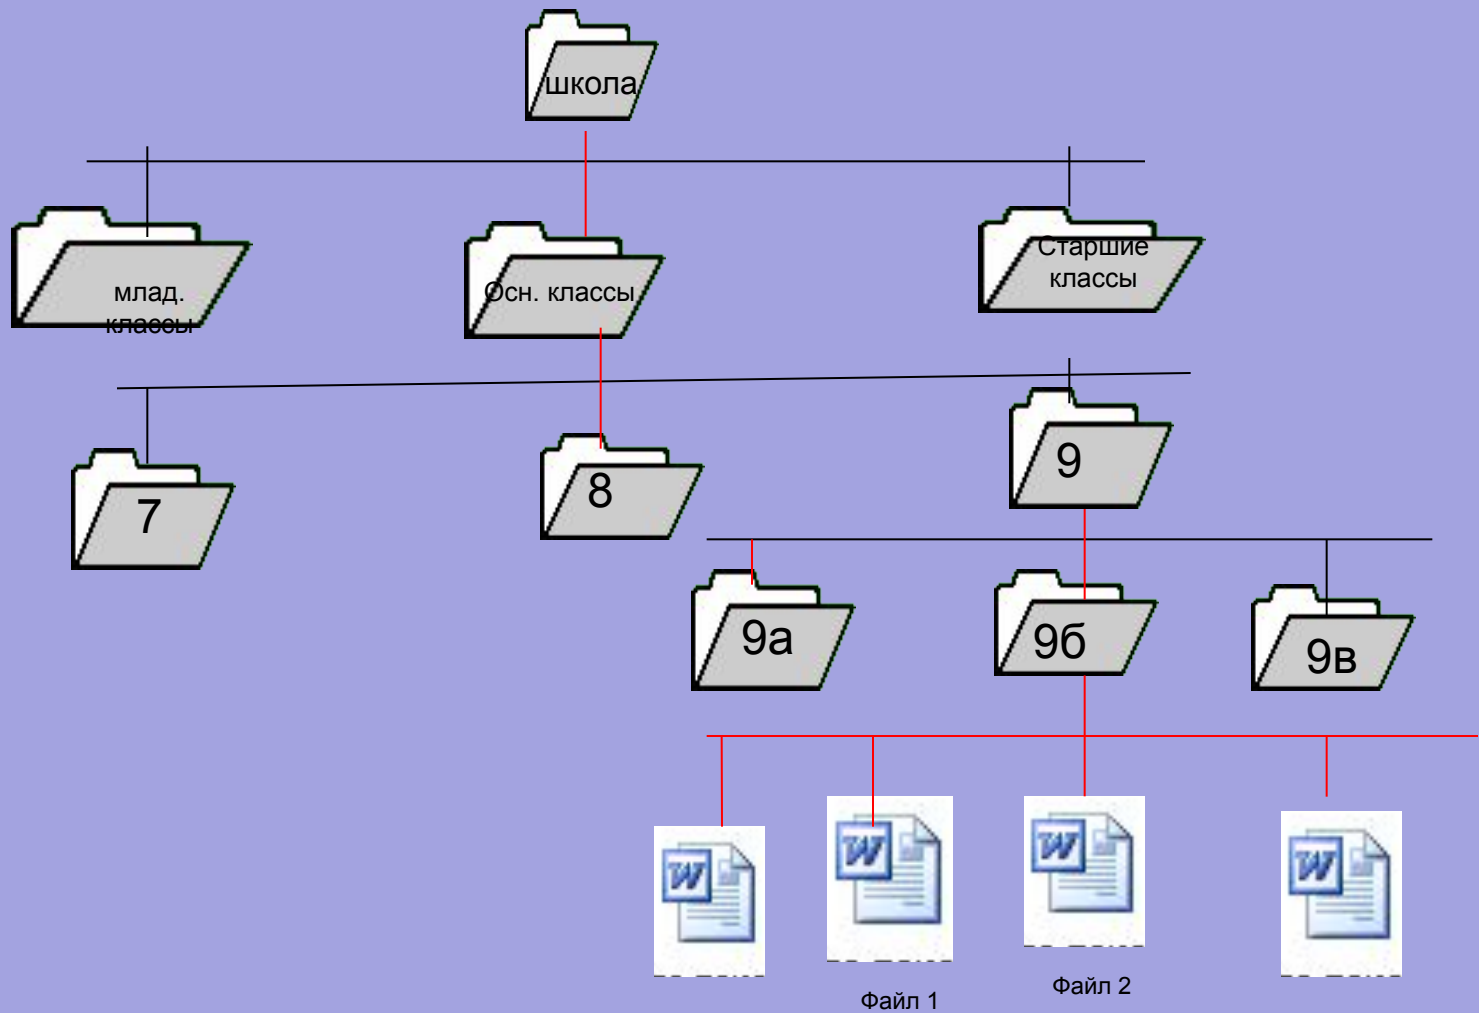 школа
млад.
классы
Осн. классы
Старшие
классы
7
8
9
9а
9б
9в
W
W
W
W
Файл 1
Файл 2